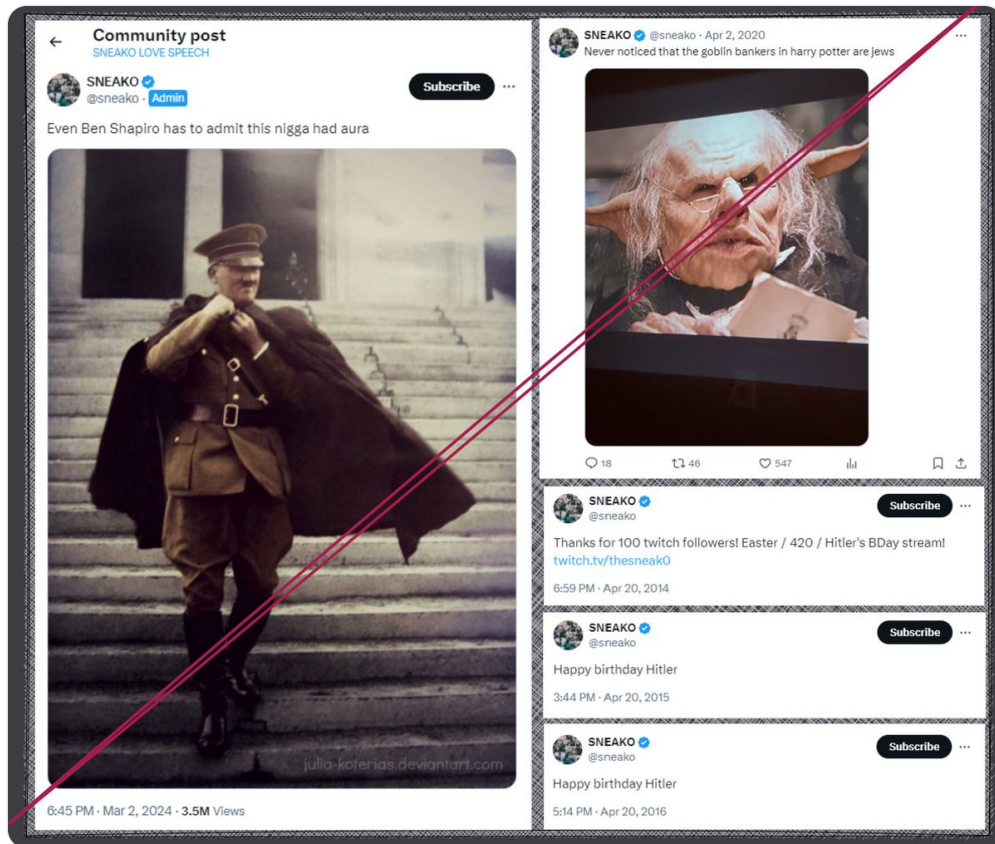 Community post
SNEAKO LOVE SPEECH
SNEAKO
@sneako · Admin
Subscribe
Even Ben Shapiro has to admit this nigga had aura
julia-koterias.deviantart.com
6:45 PM · Mar 2, 2024 · 3.5M Views
SNEAKO @sneako · Apr 2, 2020
Never noticed that the goblin bankers in harry potter are jews
18 46 547
SNEAKO
@sneako
Subscribe
Thanks for 100 twitch followers! Easter / 420 / Hitler's BDay stream!
twitch.tv/thesneak0
6:59 PM · Apr 20, 2014
SNEAKO
@sneako
Subscribe
Happy birthday Hitler
3:44 PM · Apr 20, 2015
SNEAKO
@sneako
Subscribe
Happy birthday Hitler
5:14 PM · Apr 20, 2016